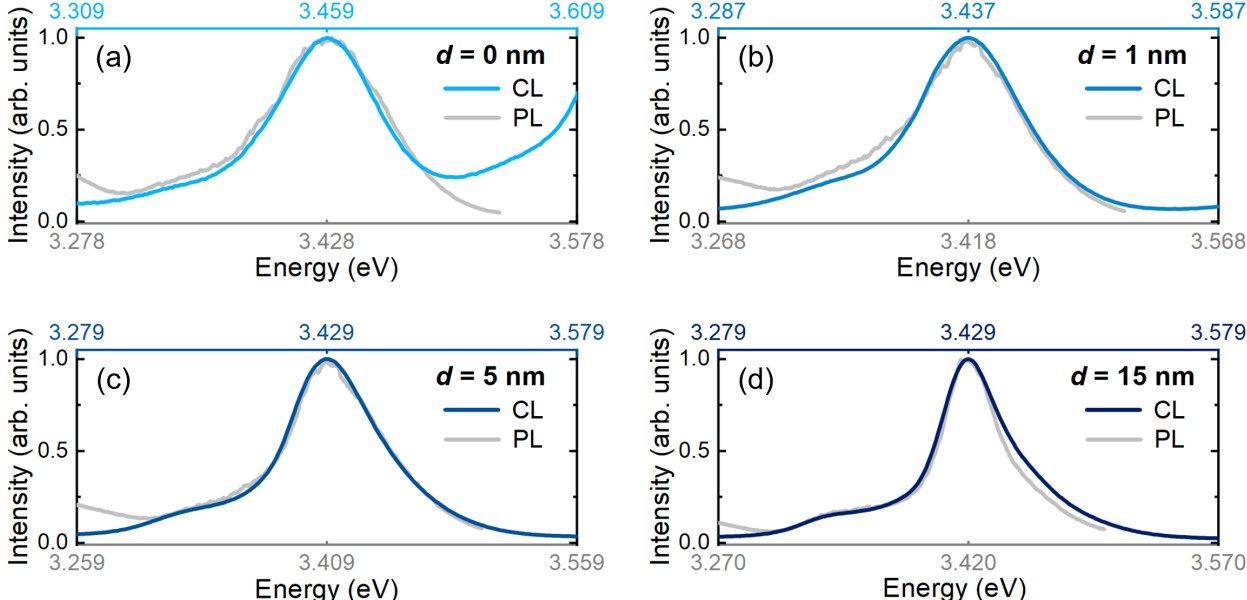 3.309 3.459 3.609
(a)
d = 0 nm
CL
PL
Intensity (arb. units)
1.0
0.5
0.0
3.278 3.428 3.578
Energy (eV)
3.287 3.437 3.587
(b)
d = 1 nm
CL
PL
Intensity (arb. units)
1.0
0.5
0.0
3.268 3.418 3.568
Energy (eV)
3.279 3.429 3.579
(c)
d = 5 nm
CL
PL
Intensity (arb. units)
1.0
0.5
0.0
3.259 3.409 3.559
Energy (eV)
3.279 3.429 3.579
(d)
d = 15 nm
CL
PL
Intensity (arb. units)
1.0
0.5
0.0
3.270 3.420 3.570
Energy (eV)